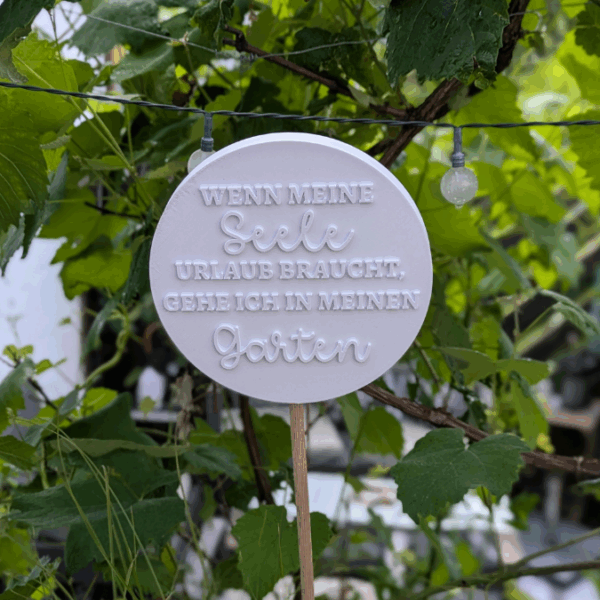 WENN MEINE
Seele
URLAUB BRAUCHT,
GEHE ICH IN MEINEN
Garten